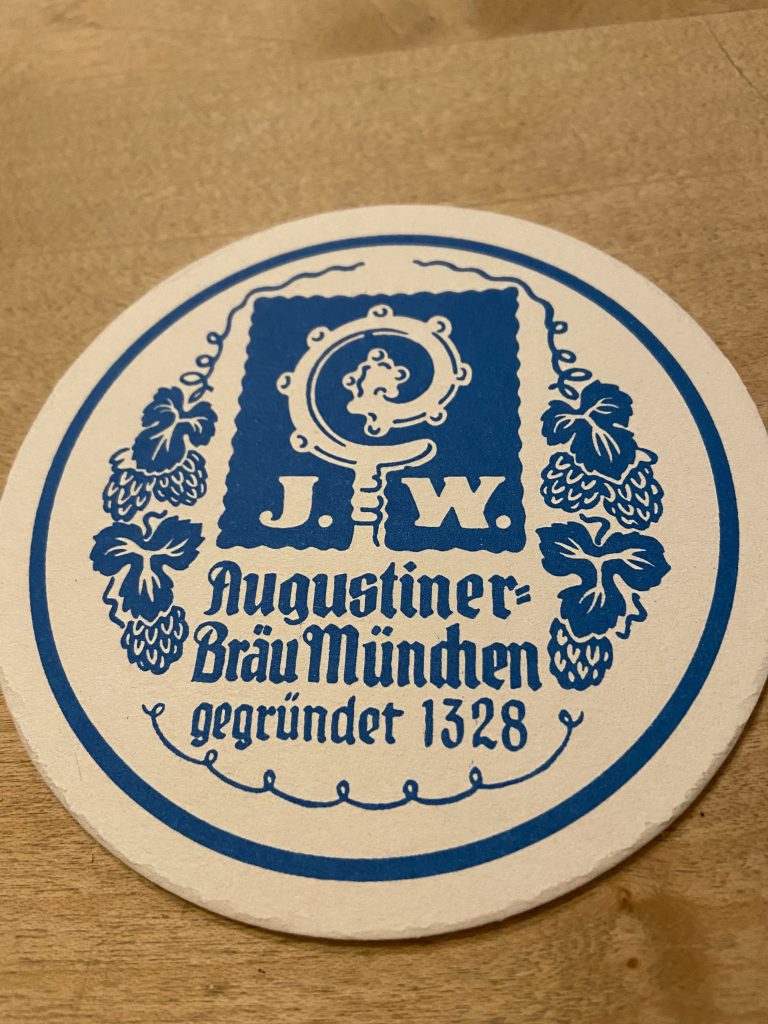 J. W.
Augustiner=
Bräu München
gegründet 1328